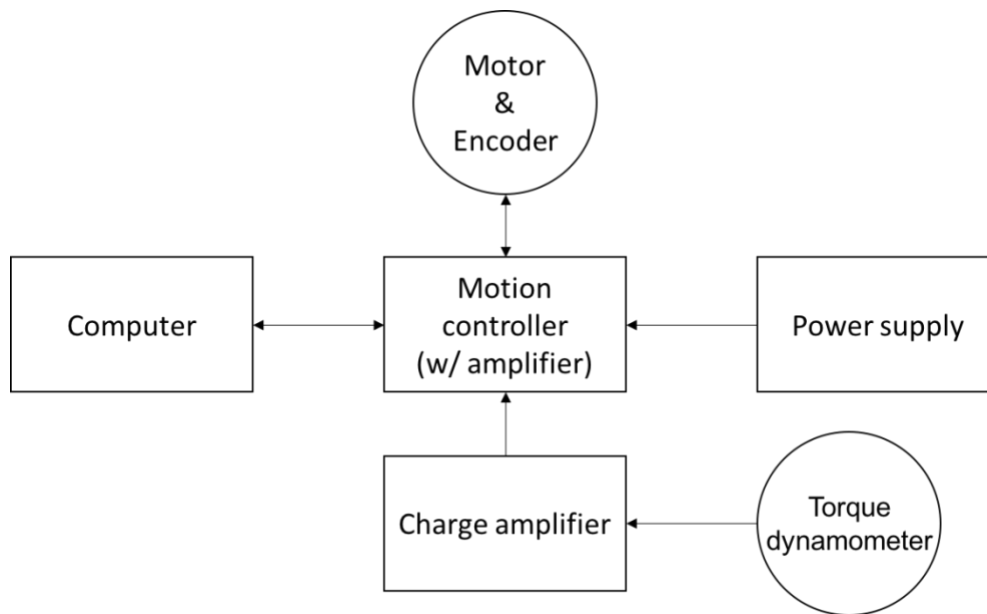 Motor
&
Encoder
Computer
Motion
controller
(w/ amplifier)
Power supply
Charge amplifier
Torque
dynamometer